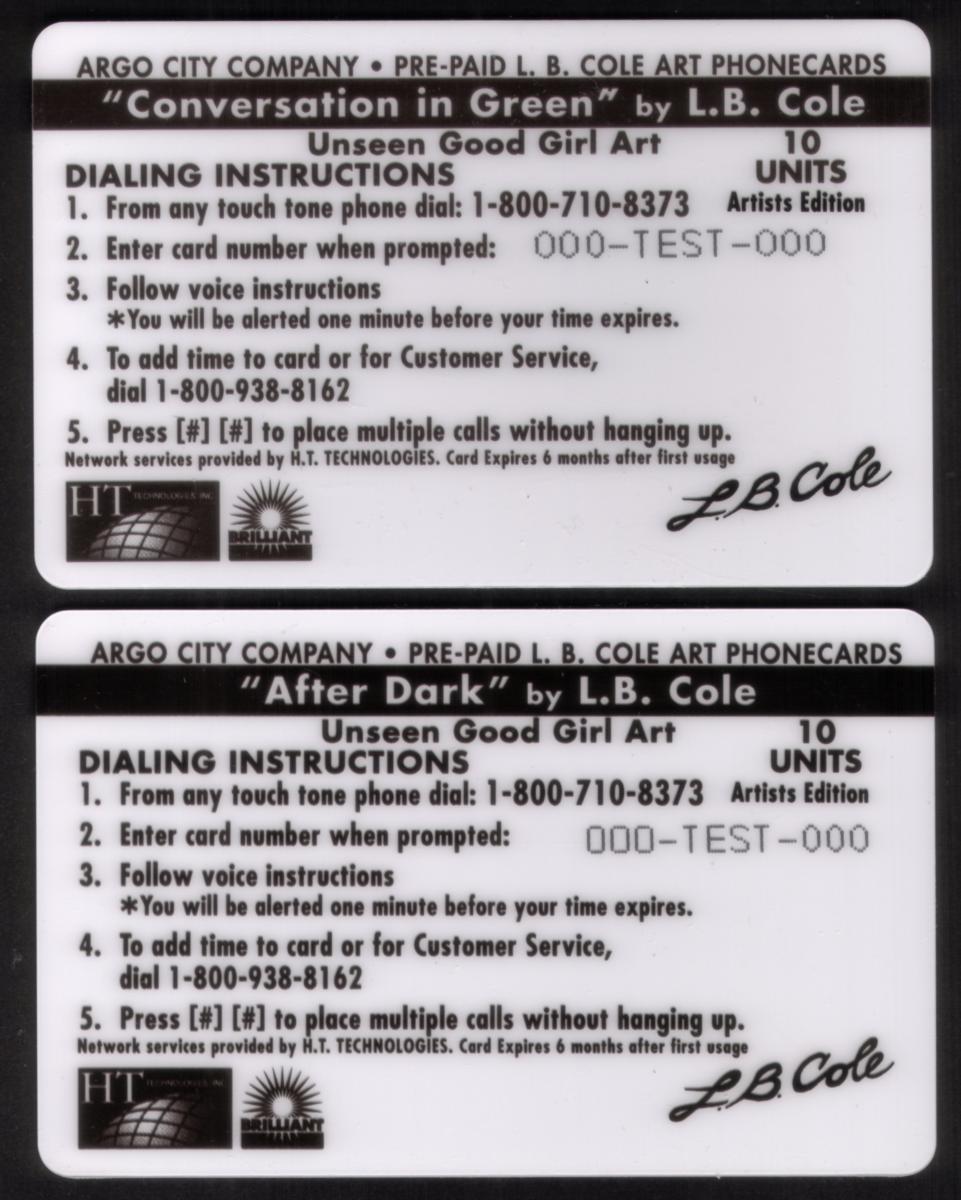 ARGO CITY COMPANY • PRE-PAID L. B. COLE ART PHONECARDS
"Conversation in Green" by L.B. Cole
Unseen Good Girl Art 10
DIALING INSTRUCTIONS UNITS
1. From any touch tone phone dial: 1-800-710-8373 Artists Edition
2. Enter card number when prompted: 000-TEST-000
3. Follow voice instructions
*You will be alerted one minute before your time expires.
4. To add time to card or for Customer Service,
dial 1-800-938-8162
5. Press [#] [#] to place multiple calls without hanging up.
Network services provided by H.T. TECHNOLOGIES. Card Expires 6 months after first usage
HT TECHNOLOGIES, INC BRILLIANT L.B. Cole
ARGO CITY COMPANY • PRE-PAID L. B. COLE ART PHONECARDS
"After Dark" by L.B. Cole
Unseen Good Girl Art 10
DIALING INSTRUCTIONS UNITS
1. From any touch tone phone dial: 1-800-710-8373 Artists Edition
2. Enter card number when prompted: 000-TEST-000
3. Follow voice instructions
*You will be alerted one minute before your time expires.
4. To add time to card or for Customer Service,
dial 1-800-938-8162
5. Press [#] [#] to place multiple calls without hanging up.
Network services provided by H.T. TECHNOLOGIES. Card Expires 6 months after first usage
HT TECHNOLOGIES, INC BRILLIANT L.B. Cole